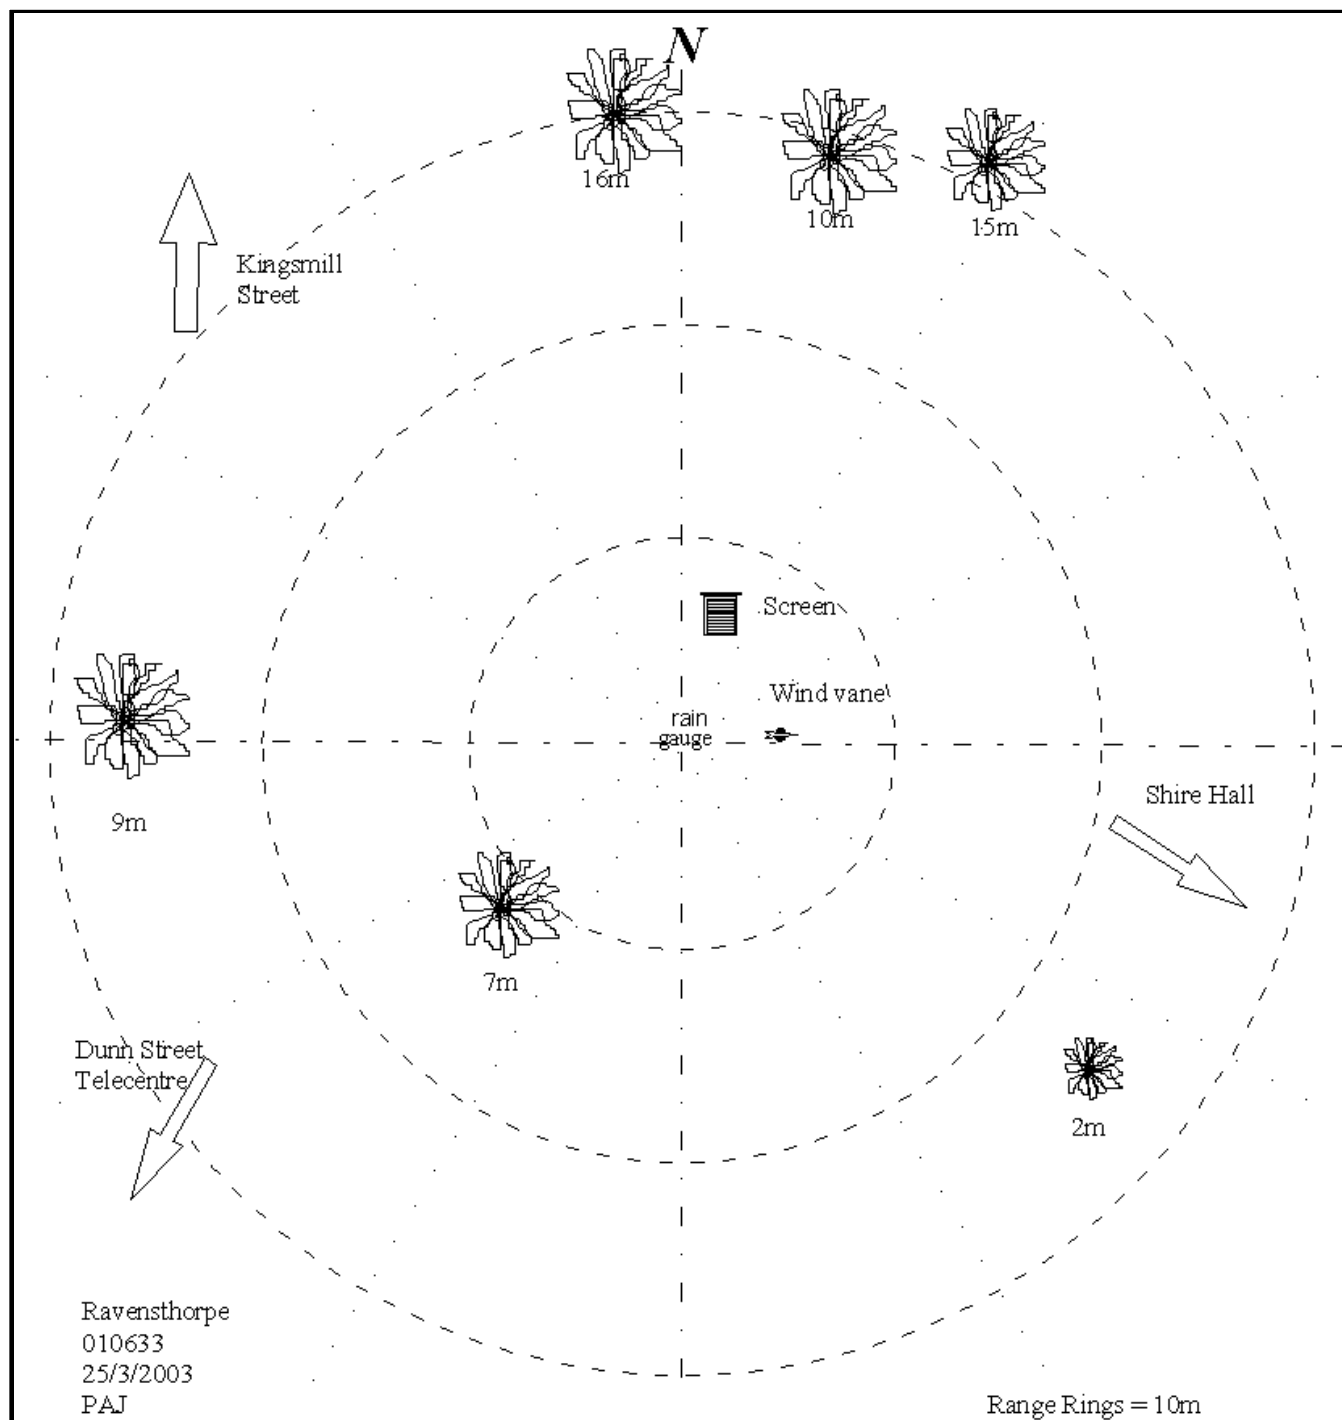 N
16m
10m
15m
Kingsmill
Street
Screen
Wind vane
rain
gauge
Shire Hall
9m
7m
Dunn Street
Telecentre
2m
Ravensthorpe
010633
25/3/2003
PAJ
Range Rings = 10m